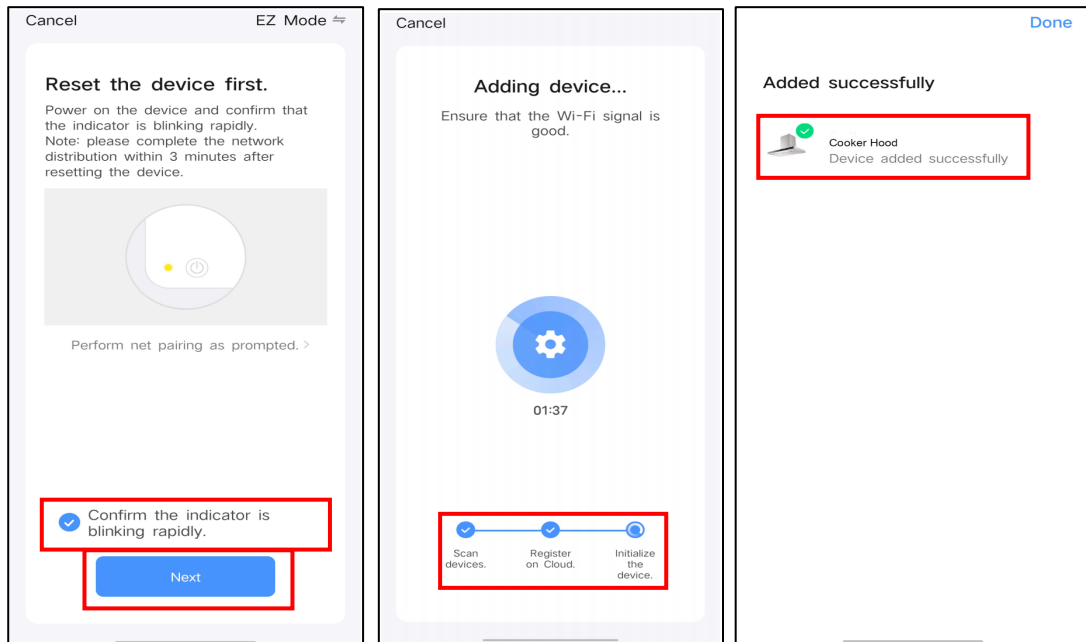 Cancel
EZ Mode
Reset the device first.
Power on the device and confirm that
the indicator is blinking rapidly.
Note: please complete the network
distribution within 3 minutes after
resetting the device.
Perform net pairing as prompted. >
Confirm the indicator is
blinking rapidly.
Next
Cancel
Adding device...
Ensure that the Wi-Fi signal is
good.
01:37
Scan
devices.
Register
on Cloud.
Initialize
the
device.
Done
Added successfully
Cooker Hood
Device added successfully